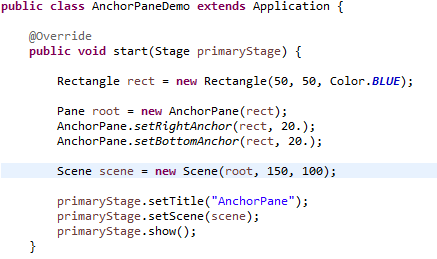 public class AnchorPaneDemo extends Application {
@Override
public void start(Stage primaryStage) {
Rectangle rect = new Rectangle(50, 50, Color.BLUE);
Pane root = new AnchorPane(rect);
AnchorPane.setRightAnchor(rect, 20.);
AnchorPane.setBottomAnchor(rect, 20.);
Scene scene = new Scene(root, 150, 100);
primaryStage.setTitle("AnchorPane");
primaryStage.setScene(scene);
primaryStage.show();
}